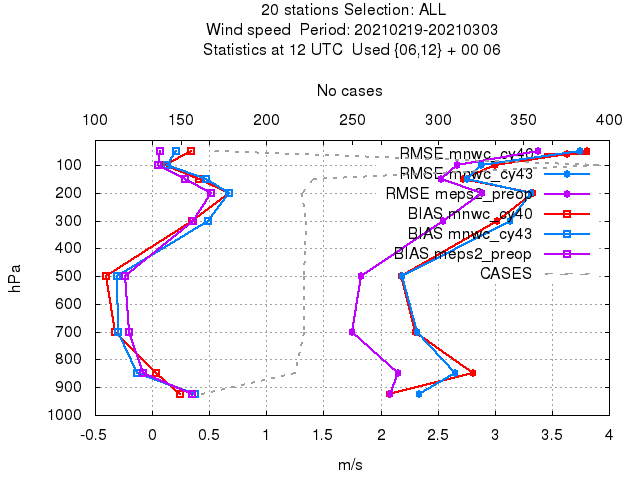 20 stations Selection: ALL
Wind speed  Period: 20210219-20210303
Statistics at 12 UTC  Used {06,12} + 00 06
No cases
100 150 200 250 300 350 400
RMSE mnwc_cy40
RMSE mnwc_cy43
RMSE meps2_preop
BIAS mnwc_cy40
BIAS mnwc_cy43
BIAS meps2_preop
CASES
hPa
100
200
300
400
500
600
700
800
900
1000
-0.5 0 0.5 1 1.5 2 2.5 3 3.5 4
m/s